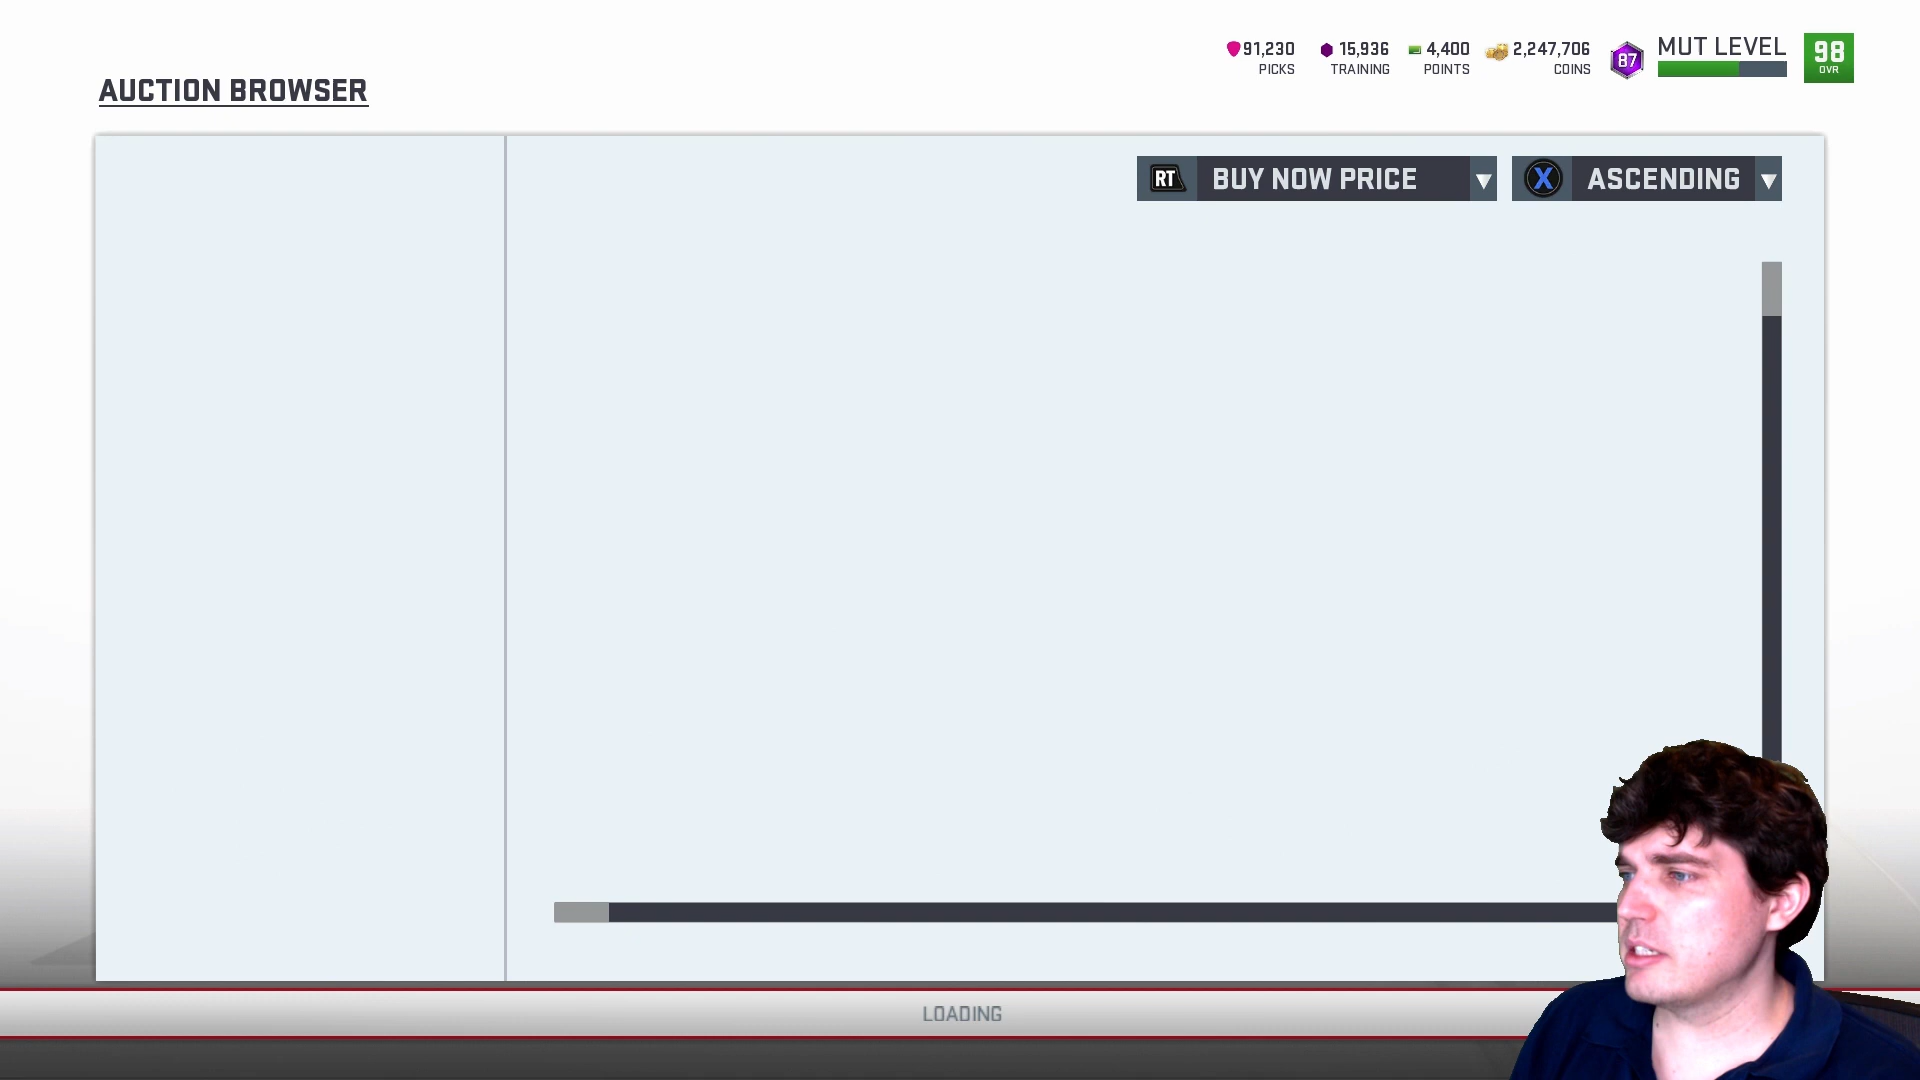 AUCTION BROWSER
91,230 PICKS
15,936 TRAINING
4,400 POINTS
2,247,706 COINS
87
MUT LEVEL
98 OVR
RT BUY NOW PRICE
X ASCENDING
LOADING